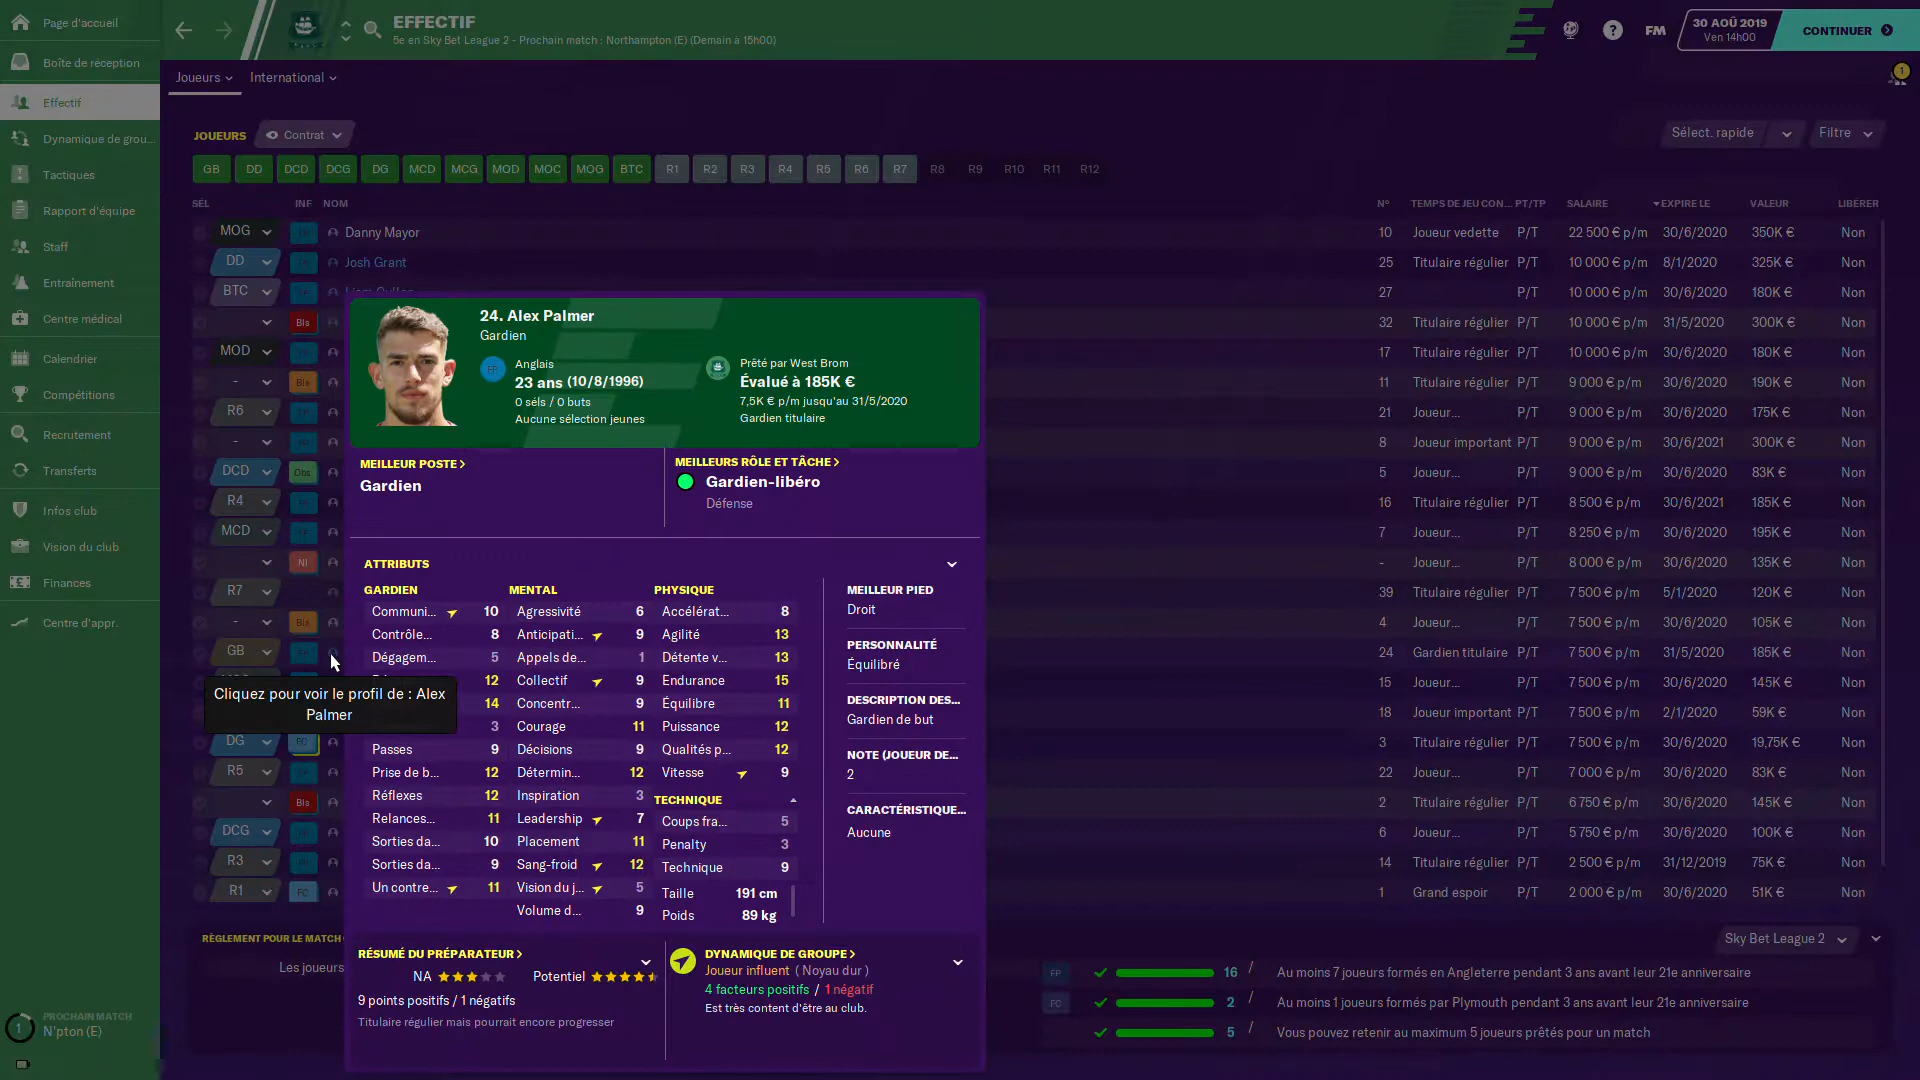 Page d'accueil
Boîte de réception
Effectif
Dynamique de grou...
Tactiques
Rapport d'équipe
Staff
Entraînement
Centre médical
Calendrier
Compétitions
Recrutement
Transferts
Infos club
Vision du club
Finances
Centre d'appr.
1
PROCHAIN MATCH
N'pton (E)
EFFECTIF
5e en Sky Bet League 2 - Prochain match : Northampton (E) (Demain à 15h00)
?
FM
30 AOÛ 2019
Ven 14h00
CONTINUER
Joueurs
International
1
JOUEURS
Contrat
Sélect. rapide
Filtre
GB DD DCD DCG DG MCD MCG MOD MOC MOG BTC R1 R2 R3 R4 R5 R6 R7 R8 R9 R10 R11 R12
SÉL INF NOM N° TEMPS DE JEU CON... PT/TP SALAIRE EXPIRE LE VALEUR LIBÉRER
MOG Danny Mayor 10 Joueur vedette P/T 22 500 € p/m 30/6/2020 350K € Non
DD Josh Grant 25 Titulaire régulier P/T 10 000 € p/m 8/1/2020 325K € Non
BTC 27 P/T 10 000 € p/m 30/6/2020 180K € Non
Bls 32 Titulaire régulier P/T 10 000 € p/m 31/5/2020 300K € Non
MOD 17 Titulaire régulier P/T 10 000 € p/m 30/6/2020 180K € Non
- Bls 11 Titulaire régulier P/T 9 000 € p/m 30/6/2020 190K € Non
R6 21 Joueur... P/T 9 000 € p/m 30/6/2020 175K € Non
- 8 Joueur important P/T 9 000 € p/m 30/6/2021 300K € Non
DCD Obs 5 Joueur... P/T 9 000 € p/m 30/6/2020 83K € Non
R4 16 Titulaire régulier P/T 8 500 € p/m 30/6/2021 185K € Non
MCD 7 Joueur... P/T 8 250 € p/m 30/6/2020 195K € Non
NI - Joueur... P/T 8 000 € p/m 30/6/2020 135K € Non
R7 39 Titulaire régulier P/T 7 500 € p/m 5/1/2020 120K € Non
- Bls 4 Joueur... P/T 7 500 € p/m 30/6/2020 105K € Non
GB 24 Gardien titulaire P/T 7 500 € p/m 31/5/2020 185K € Non
15 Joueur... P/T 7 500 € p/m 30/6/2020 145K € Non
18 Joueur important P/T 7 500 € p/m 2/1/2020 59K € Non
DG FC 3 Titulaire régulier P/T 7 500 € p/m 30/6/2020 19,75K € Non
R5 22 Joueur... P/T 7 000 € p/m 30/6/2020 83K € Non
Bls 2 Titulaire régulier P/T 6 750 € p/m 30/6/2020 145K € Non
DCG 6 Joueur... P/T 5 750 € p/m 30/6/2020 100K € Non
R3 14 Titulaire régulier P/T 2 500 € p/m 31/12/2019 75K € Non
R1 FC 1 Grand espoir P/T 2 000 € p/m 30/6/2020 51K € Non
Cliquez pour voir le profil de : Alex
Palmer
24. Alex Palmer
Gardien
Anglais
23 ans (10/8/1996)
0 séls / 0 buts
Aucune sélection jeunes
Prêté par West Brom
Évalué à 185K €
7,5K € p/m jusqu'au 31/5/2020
Gardien titulaire
MEILLEUR POSTE
Gardien
MEILLEURS RÔLE ET TÂCHE
Gardien-libéro
Défense
ATTRIBUTS
GARDIEN
Communi... 10
Contrôle... 8
Dégagem... 5
12
14
3
Passes 9
Prise de b... 12
Réflexes 12
Relances... 11
Sorties da... 10
Sorties da... 9
Un contre... 11
MENTAL
Agressivité 6
Anticipati... 9
Appels de... 1
Collectif 9
Concentr... 9
Courage 11
Décisions 9
Détermin... 12
Inspiration 3
Leadership 7
Placement 11
Sang-froid 12
Vision du j... 5
Volume d... 9
PHYSIQUE
Accélérat... 8
Agilité 13
Détente v... 13
Endurance 15
Équilibre 11
Puissance 12
Qualités p... 12
Vitesse 9
TECHNIQUE
Coups fra... 5
Penalty 3
Technique 9
Taille 191 cm
Poids 89 kg
MEILLEUR PIED
Droit
PERSONNALITÉ
Équilibré
DESCRIPTION DES...
Gardien de but
NOTE (JOUEUR DE...
2
CARACTÉRISTIQUE...
Aucune
RÉSUMÉ DU PRÉPARATEUR
NA Potentiel
9 points positifs / 1 négatifs
Titulaire régulier mais pourrait encore progresser
DYNAMIQUE DE GROUPE
Joueur influent ( Noyau dur )
4 facteurs positifs / 1 négatif
Est très content d'être au club.
RÈGLEMENT POUR LE MATCH
Les joueurs
Sky Bet League 2
FP 16 / Au moins 7 joueurs formés en Angleterre pendant 3 ans avant leur 21e anniversaire
FC 2 / Au moins 1 joueurs formés par Plymouth pendant 3 ans avant leur 21e anniversaire
5 / Vous pouvez retenir au maximum 5 joueurs prêtés pour un match